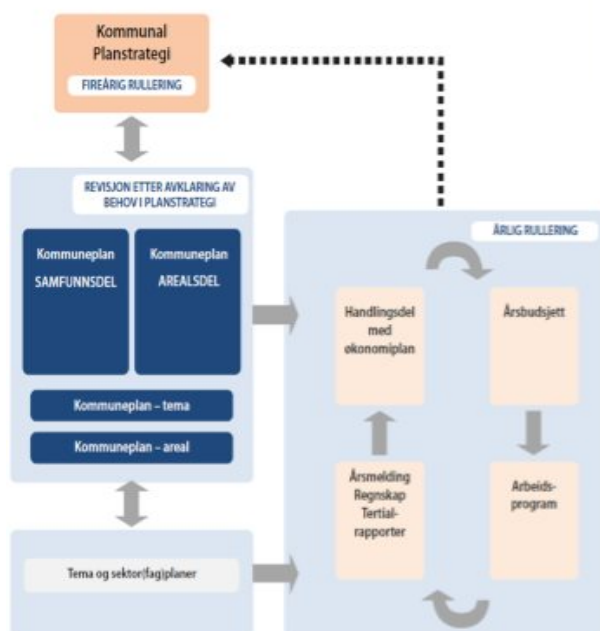 Kommunal
Planstrategi
FIREÅRIG RULLERING
REVISJON ETTER AVKLARING AV
BEHOV I PLANSTRATEGI
Kommuneplan
SAMFUNNSDEL
Kommuneplan
AREALSDEL
Kommuneplan – tema
Kommuneplan – areal
Tema og sektor(fag)planer
ÅRLIG RULLERING
Handlingsdel
med
økonomiplan
Årsbudsjett
Årsmelding
Regnskap
Tertial-
rapporter
Arbeids-
program